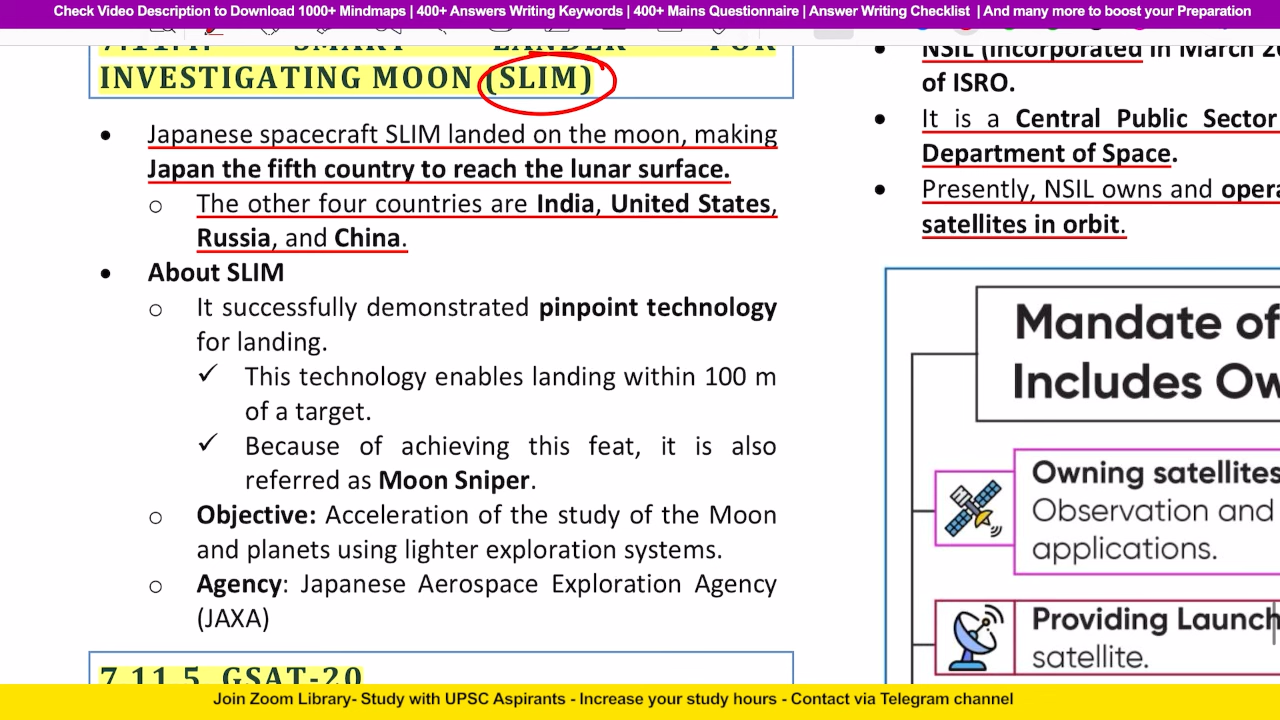 Check Video Description to Download 1000+ Mindmaps | 400+ Answers Writing Keywords | 400+ Mains Questionnaire | Answer Writing Checklist | And many more to boost your Preparation
7.11.4. SMART LANDER FOR
INVESTIGATING MOON (SLIM)
• Japanese spacecraft SLIM landed on the moon, making
Japan the fifth country to reach the lunar surface.
o The other four countries are India, United States,
Russia, and China.
• About SLIM
o It successfully demonstrated pinpoint technology
for landing.
✓ This technology enables landing within 100 m
of a target.
✓ Because of achieving this feat, it is also
referred as Moon Sniper.
o Objective: Acceleration of the study of the Moon
and planets using lighter exploration systems.
o Agency: Japanese Aerospace Exploration Agency
(JAXA)
7.11.5. GSAT-20
• NSIL (incorporated in March 20
of ISRO.
• It is a Central Public Sector
Department of Space.
• Presently, NSIL owns and opera
satellites in orbit.
Mandate of
Includes Ow
Owning satellites
Observation and
applications.
Providing Launch
satellite.
Join Zoom Library- Study with UPSC Aspirants - Increase your study hours - Contact via Telegram channel